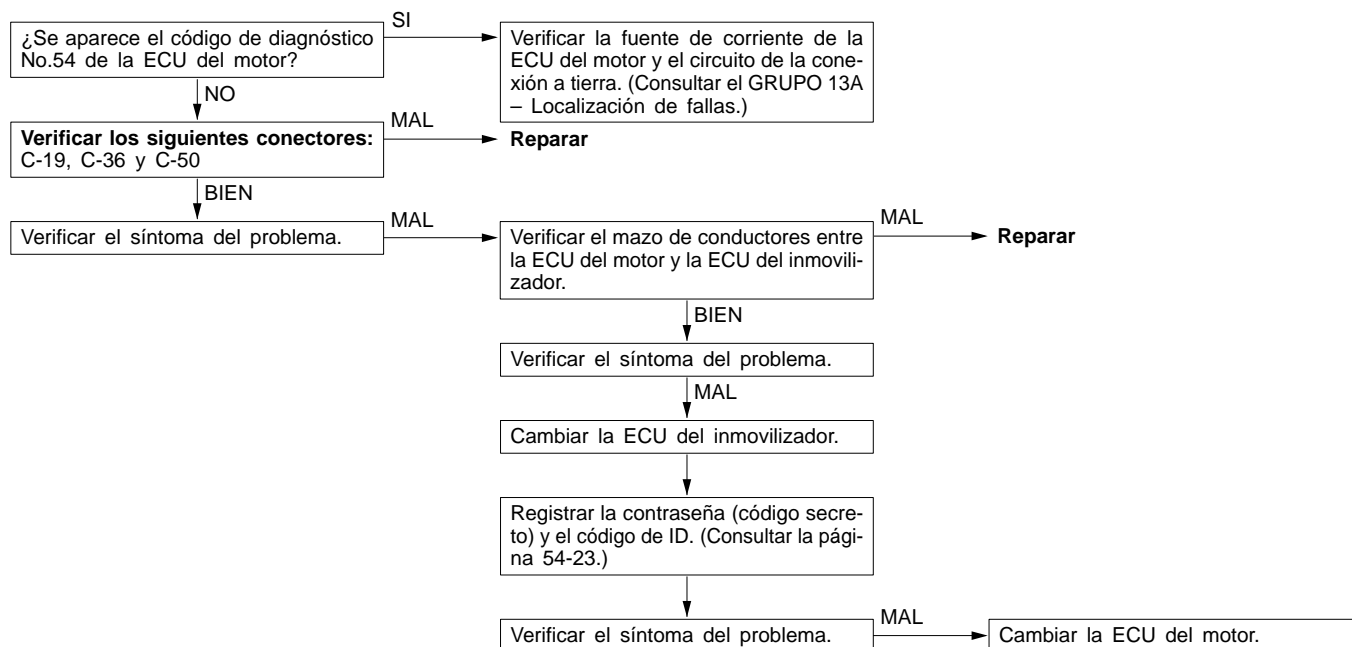 ¿Se aparece el código de diagnóstico
No.54 de la ECU del motor?
SI
Verificar la fuente de corriente de la
ECU del motor y el circuito de la cone-
xión a tierra. (Consultar el GRUPO 13A
– Localización de fallas.)
NO
Verificar los siguientes conectores:
C-19, C-36 y C-50
MAL
Reparar
BIEN
Verificar el síntoma del problema.
MAL
Verificar el mazo de conductores entre
la ECU del motor y la ECU del inmovili-
zador.
MAL
Reparar
BIEN
Verificar el síntoma del problema.
MAL
Cambiar la ECU del inmovilizador.
Registrar la contraseña (código secre-
to) y el código de ID. (Consultar la pági-
na 54-23.)
Verificar el síntoma del problema.
MAL
Cambiar la ECU del motor.